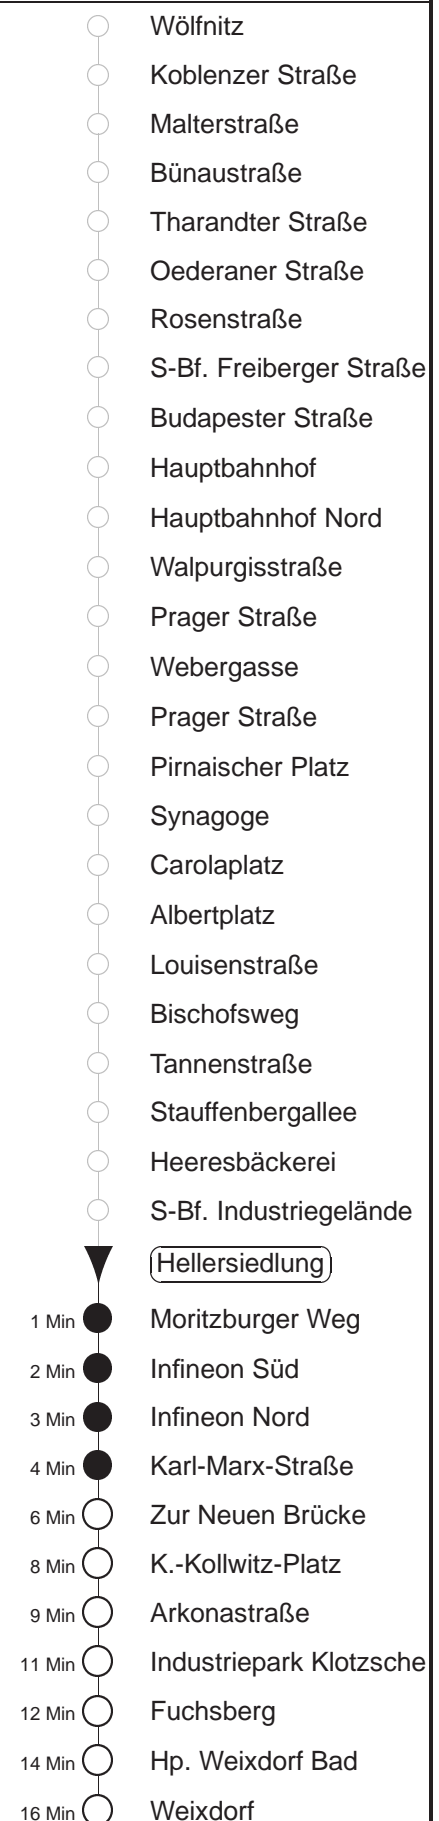 Wölfnitz
Koblenzer Straße
Malterstraße
Bünaustraße
Tharandter Straße
Oederaner Straße
Rosenstraße
S-Bf. Freiberger Straße
Budapester Straße
Hauptbahnhof
Hauptbahnhof Nord
Walpurgisstraße
Prager Straße
Webergasse
Prager Straße
Pirnaischer Platz
Synagoge
Carolaplatz
Albertplatz
Louisenstraße
Bischofsweg
Tannenstraße
Stauffenbergallee
Heeresbäckerei
S-Bf. Industriegelände
Hellersiedlung
1 Min Moritzburger Weg
2 Min Infineon Süd
3 Min Infineon Nord
4 Min Karl-Marx-Straße
6 Min Zur Neuen Brücke
8 Min K.-Kollwitz-Platz
9 Min Arkonastraße
11 Min Industriepark Klotzsche
12 Min Fuchsberg
14 Min Hp. Weixdorf Bad
16 Min Weixdorf